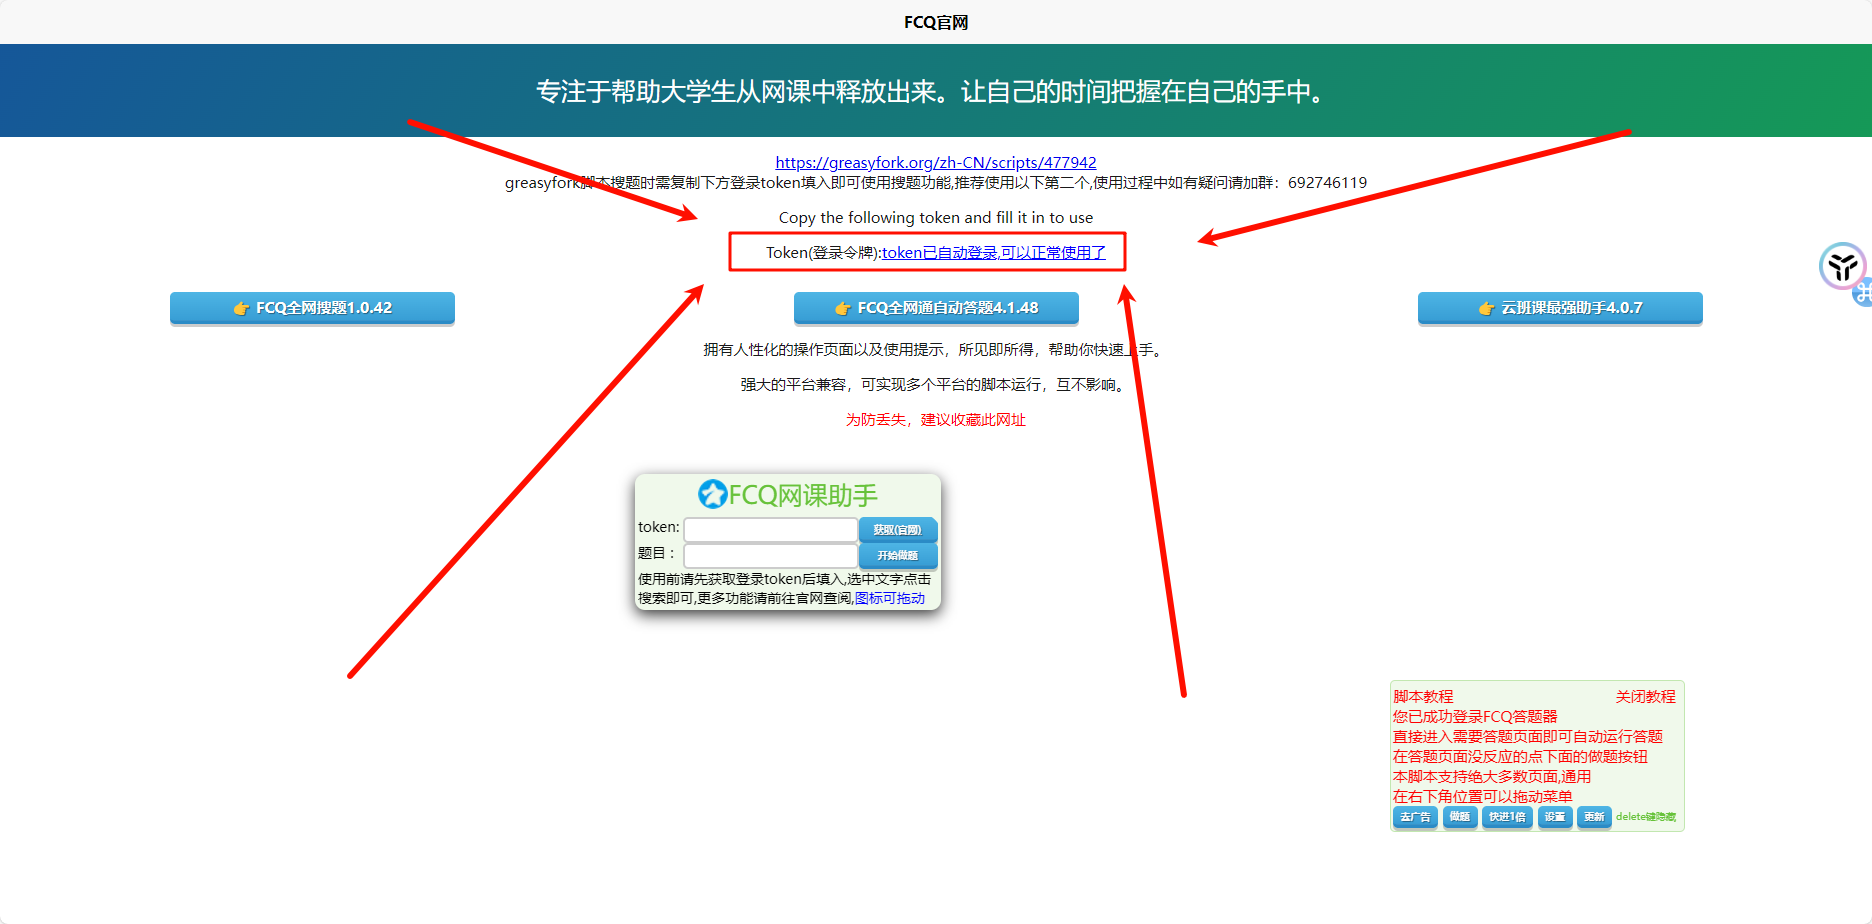 FCQ官网
专注于帮助大学生从网课中释放出来。让自己的时间把握在自己的手中。
https://greasyfork.org/zh-CN/scripts/477942
greasyfork脚本搜题时需复制下方登录token填入即可使用搜题功能,推荐使用以下第二个,使用过程中如有疑问请加群：692746119
Copy the following token and fill it in to use
Token(登录令牌):token已自动登录,可以正常使用了
👉 FCQ全网搜题1.0.42
👉 FCQ全网通自动答题4.1.48
👉 云班课最强助手4.0.7
拥有人性化的操作页面以及使用提示，所见即所得，帮助你快速上手。
强大的平台兼容，可实现多个平台的脚本运行，互不影响。
为防丢失，建议收藏此网址
FCQ网课助手
token: 获取(官网)
题目： 开始做题
使用前请先获取登录token后填入,选中文字点击
搜索即可,更多功能请前往官网查阅,图标可拖动
脚本教程 关闭教程
您已成功登录FCQ答题器
直接进入需要答题页面即可自动运行答题
在答题页面没反应的点下面的做题按钮
本脚本支持绝大多数页面,通用
在右下角位置可以拖动菜单
去广告 做题 快进1倍 设置 更新 delete键隐藏